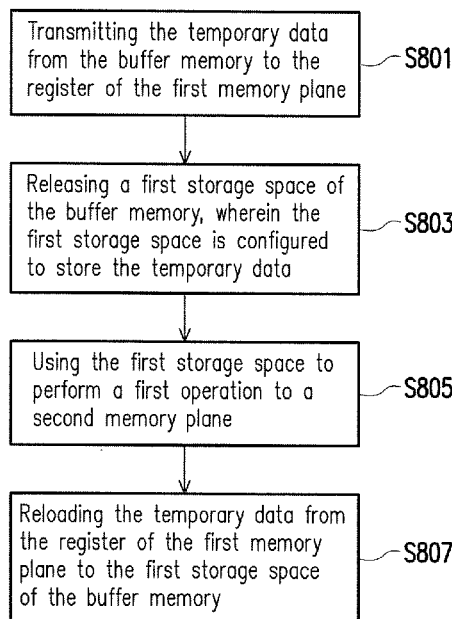 Transmitting the temporary data
from the buffer memory to the
register of the first memory plane
S801
Releasing a first storage space of
the buffer memory, wherein the
first storage space is configured
to store the temporary data
S803
Using the first storage space to
perform a first operation to a
second memory plane
S805
Reloading the temporary data from
the register of the first memory
plane to the first storage space
of the buffer memory
S807